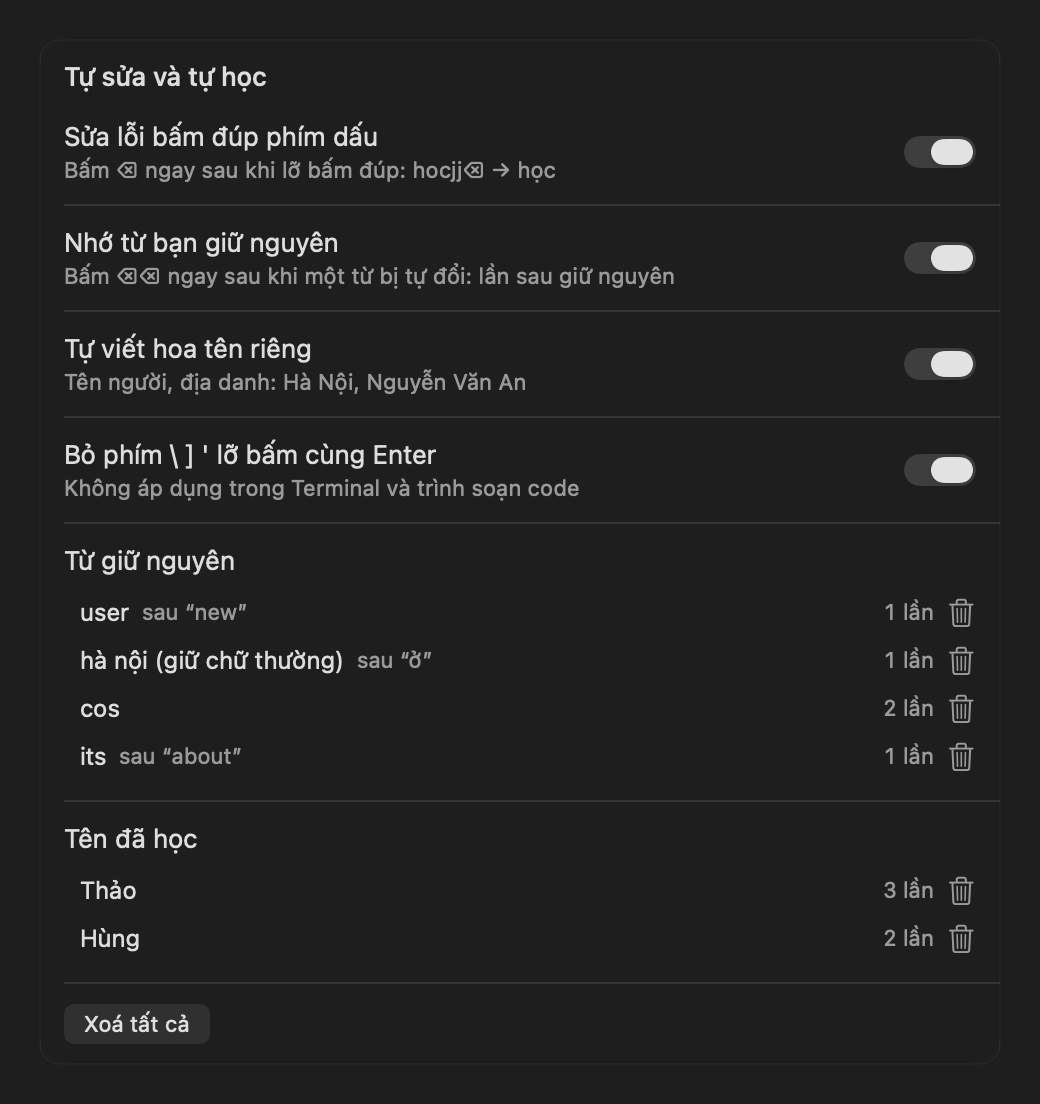 Tự sửa và tự học
Sửa lỗi bấm đúp phím dấu
Bấm ⌫ ngay sau khi lỡ bấm đúp: hocjj⌫ → học
Nhớ từ bạn giữ nguyên
Bấm ⌫⌫ ngay sau khi một từ bị tự đổi: lần sau giữ nguyên
Tự viết hoa tên riêng
Tên người, địa danh: Hà Nội, Nguyễn Văn An
Bỏ phím \ ] ' lỡ bấm cùng Enter
Không áp dụng trong Terminal và trình soạn code
Từ giữ nguyên
user sau “new” 1 lần
hà nội (giữ chữ thường) sau “ở” 1 lần
cos 2 lần
its sau “about” 1 lần
Tên đã học
Thảo 3 lần
Hùng 2 lần
Xoá tất cả